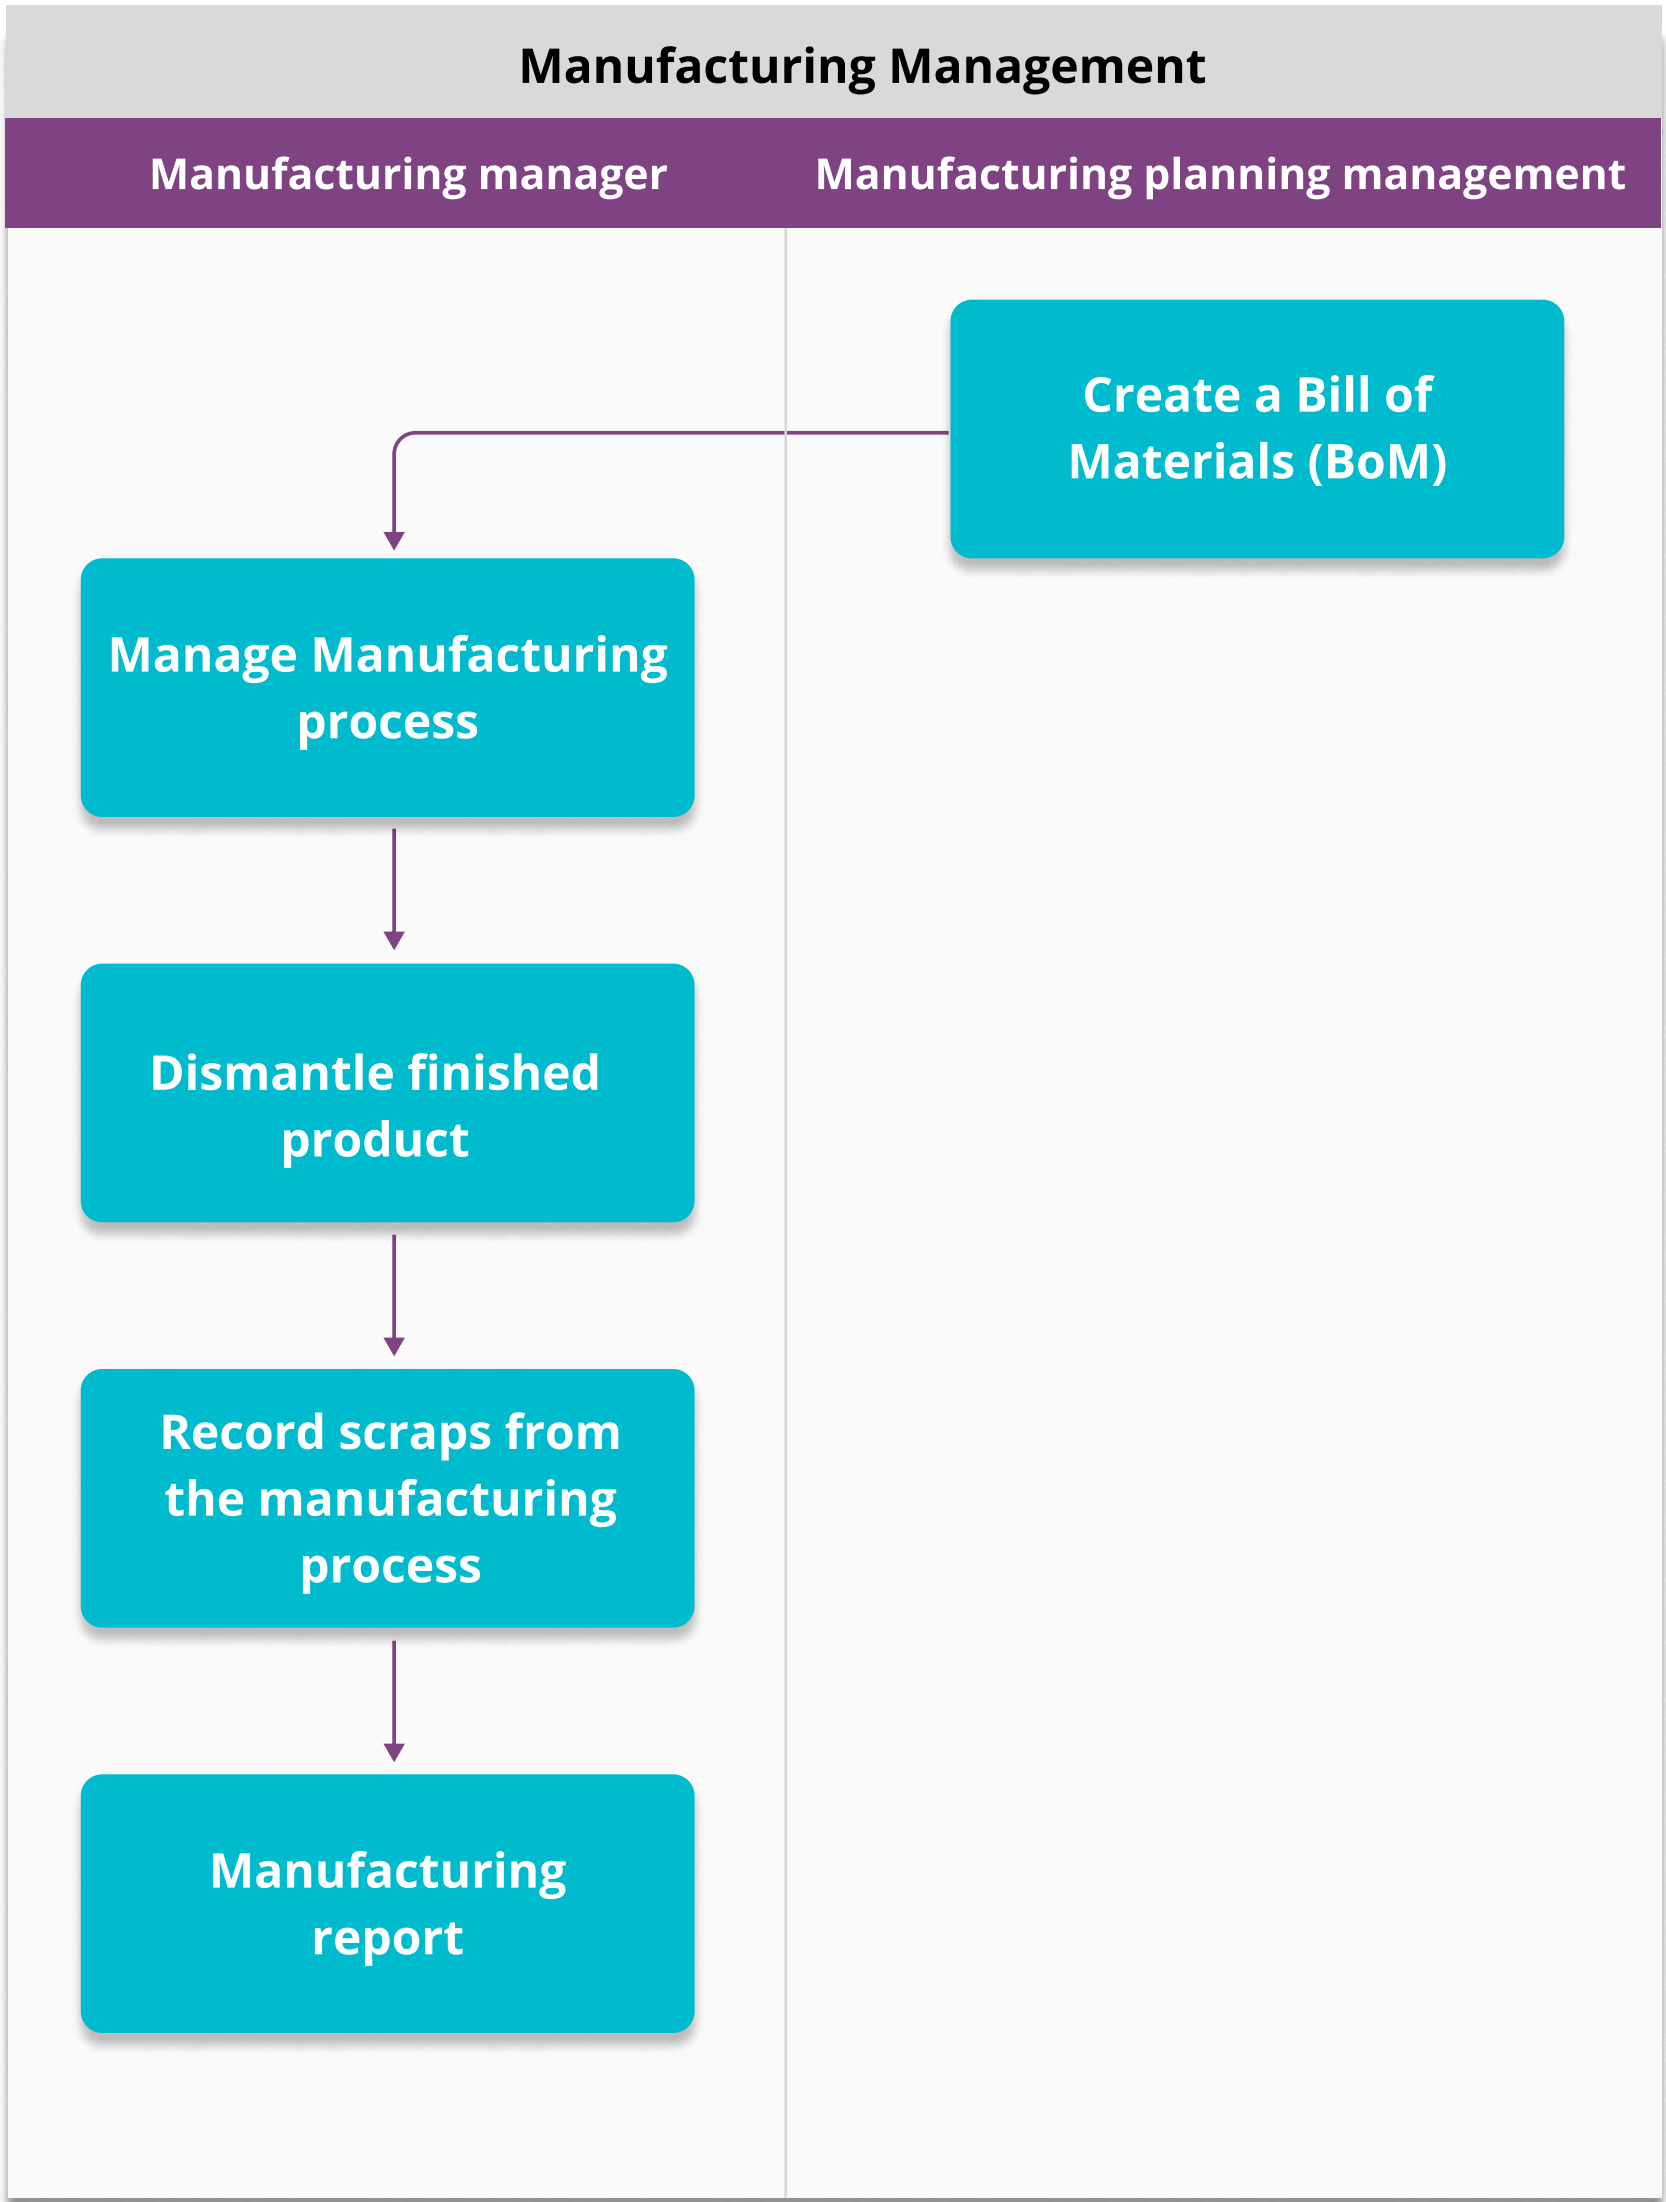 Manufacturing Management
Manufacturing manager
Manufacturing planning management
Create a Bill of
Materials (BoM)
Manage Manufacturing
process
Dismantle finished
product
Record scraps from
the manufacturing
process
Manufacturing
report